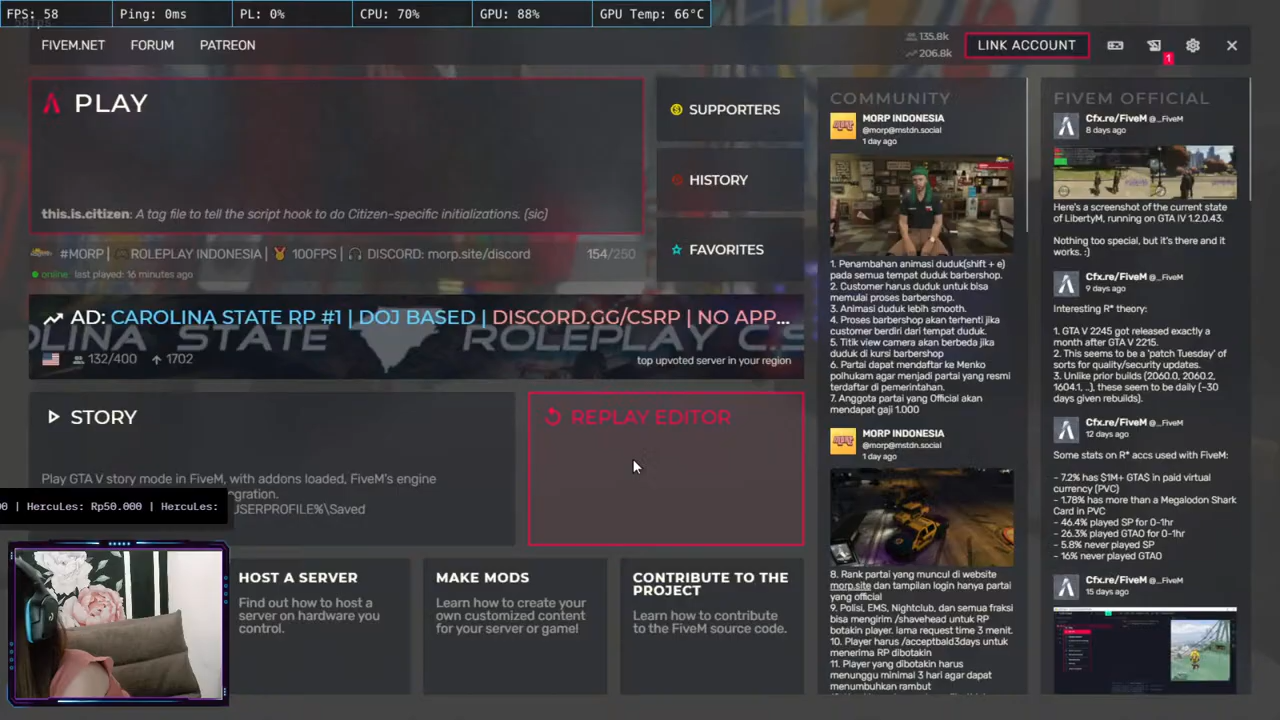 FPS: 58
Ping: 0ms
PL: 0%
CPU: 70%
GPU: 88%
GPU Temp: 66°C
FIVEM.NET
FORUM
PATREON
135.8k
206.8k
LINK ACCOUNT
1
PLAY
this.is.citizen: A tag file to tell the script hook to do Citizen-specific initializations. (sic)
#MORP | ROLEPLAY INDONESIA | 100FPS | DISCORD: morp.site/discord
154/250
online last played: 16 minutes ago
SUPPORTERS
HISTORY
FAVORITES
AD: CAROLINA STATE RP #1 | DOJ BASED | DISCORD.GG/CSRP | NO APP...
OLINA STATE ROLEPLAY C.S
132/400
1702
top upvoted server in your region
STORY
Play GTA V story mode in FiveM, with addons loaded, FiveM's engine
gration.
USERPROFILE%\Saved
REPLAY EDITOR
00 | HercuLes: Rp50.000 | HercuLes:
HOST A SERVER
Find out how to host a
server on hardware you
control.
MAKE MODS
Learn how to create your
own customized content
for your server or game!
CONTRIBUTE TO THE
PROJECT
Learn how to contribute
to the FiveM source code.
COMMUNITY
MORP INDONESIA
@morp@mstdn.social
1 day ago
1. Penambahan animasi duduk(shift + e)
pada semua tempat duduk barbershop.
2. Customer harus duduk untuk bisa
memulai proses barbershop.
3. Animasi duduk lebih smooth.
4. Proses barbershop akan terhenti jika
customer berdiri dari tempat duduk.
5. Titik view camera akan berbeda jika
duduk di kursi barbershop
6. Partai dapat mendaftar ke Menko
polhukam agar menjadi partai yang resmi
terdaftar di pemerintahan.
7. Anggota partai yang Official akan
mendapat gaji 1.000
MORP INDONESIA
@morp@mstdn.social
1 day ago
8. Rank partai yang muncul di website
morp.site dan tampilan login hanya partai
yang official
9. Polisi, EMS, Nightclub, dan semua fraksi
bisa mengirim /shavehead untuk RP
botakin player. lama request time 3 menit.
10. Player harus /acceptbald3days untuk
menerima RP dibotakin
11. Player yang dibotakin harus
menunggu minimal 3 hari agar dapat
menumbuhkan rambut
FIVEM OFFICIAL
Cfx.re/FiveM @_FiveM
8 days ago
Here's a screenshot of the current state
of LibertyM, running on GTA IV 1.2.0.43.
Nothing too special, but it's there and it
works. :)
Cfx.re/FiveM @_FiveM
9 days ago
Interesting R* theory:
1. GTA V 2245 got released exactly a
month after GTA V 2215.
2. This seems to be a 'patch Tuesday' of
sorts for quality/security updates.
3. Unlike prior builds (2060.0, 2060.2,
1604.1, ..), these seem to be daily (~30
days given rebuilds).
Cfx.re/FiveM @_FiveM
12 days ago
Some stats on R* accs used with FiveM:
- 7.2% has $1M+ GTA$ in paid virtual
currency (PVC)
- 1.78% has more than a Megalodon Shark
Card in PVC
- 46.4% played SP for 0-1hr
- 26.3% played GTAO for 0-1hr
- 5.8% never played SP
- 16% never played GTAO
Cfx.re/FiveM @_FiveM
15 days ago